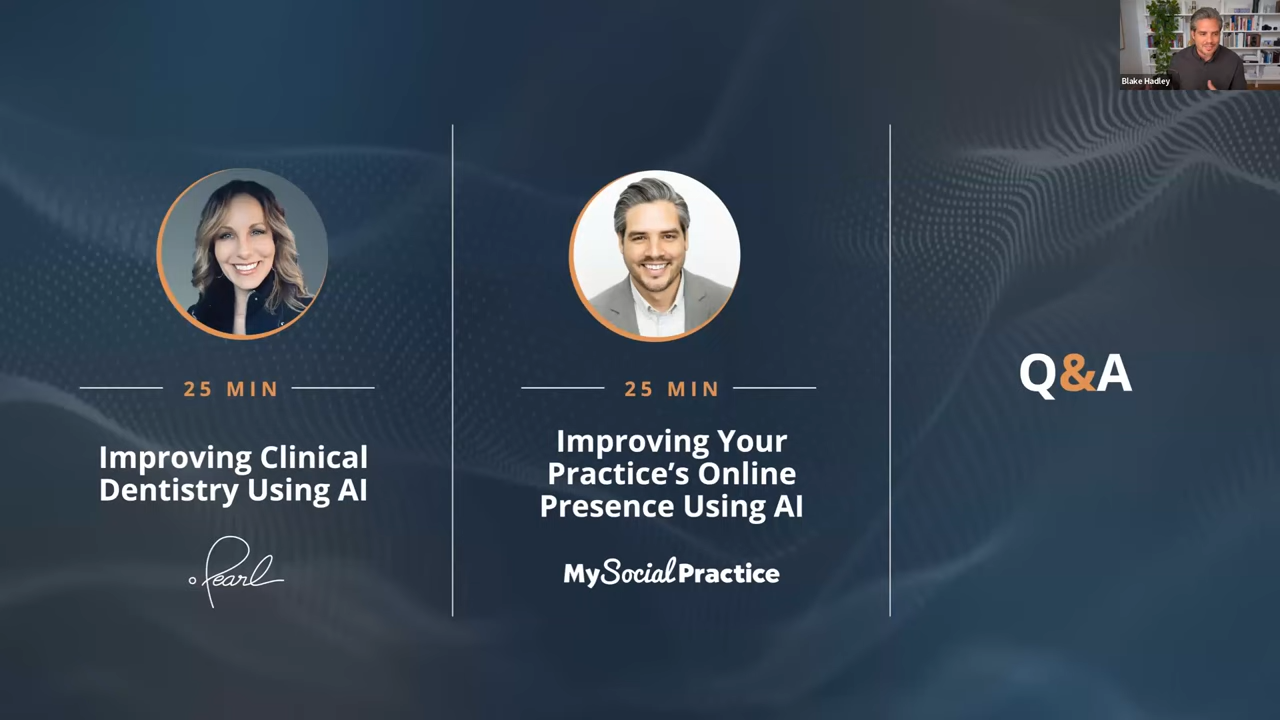 Blake Hadley
25 MIN
Improving Clinical
Dentistry Using AI
Pearl
25 MIN
Improving Your
Practice's Online
Presence Using AI
MySocialPractice
Q&A